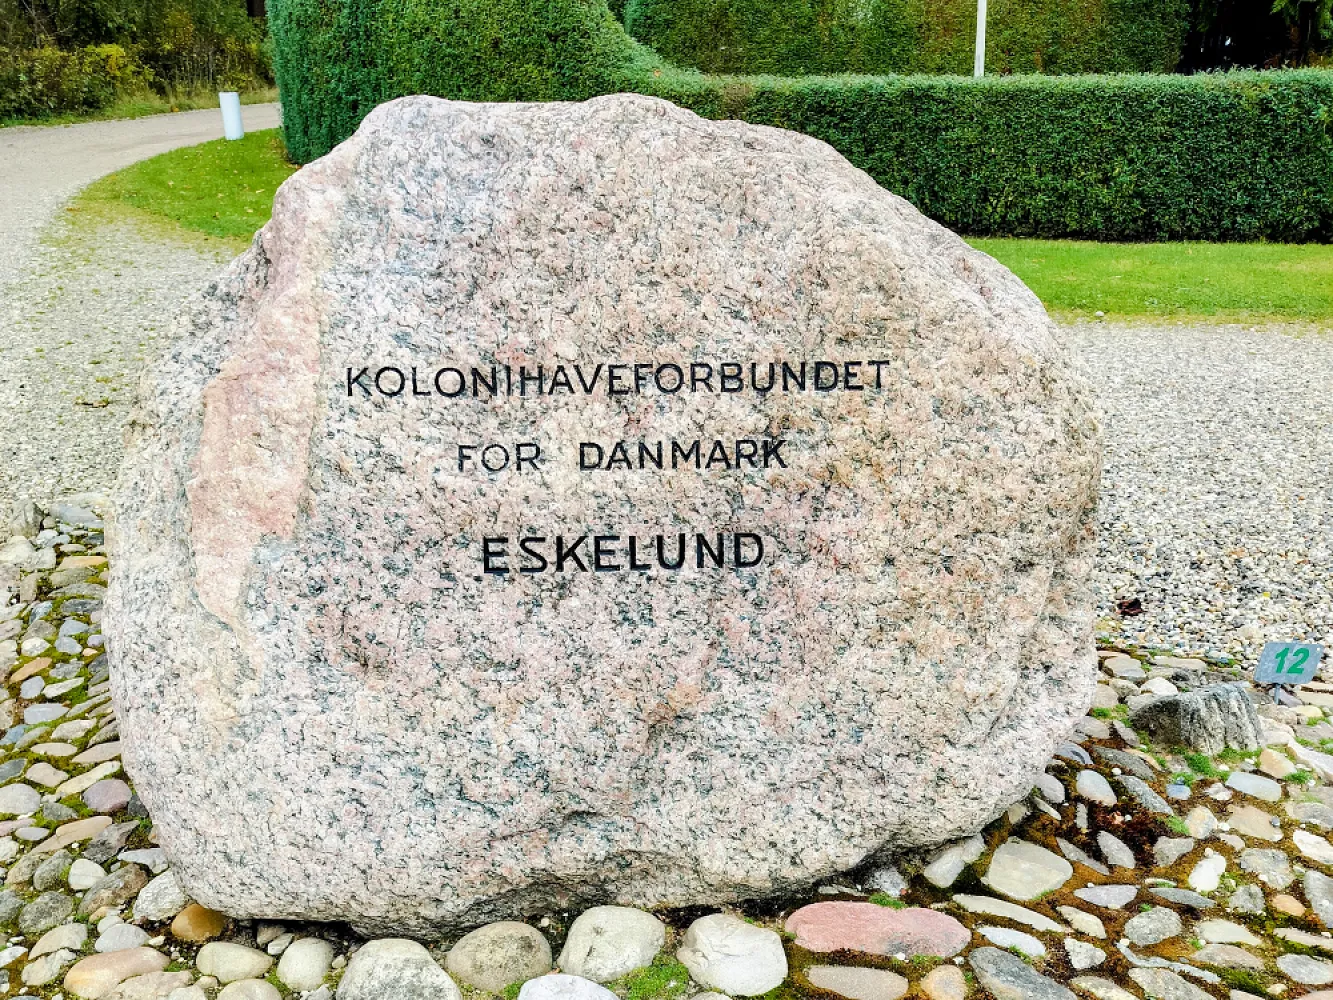 KOLONIHAVEFORBUNDET
FOR DANMARK
ESKELUND
12